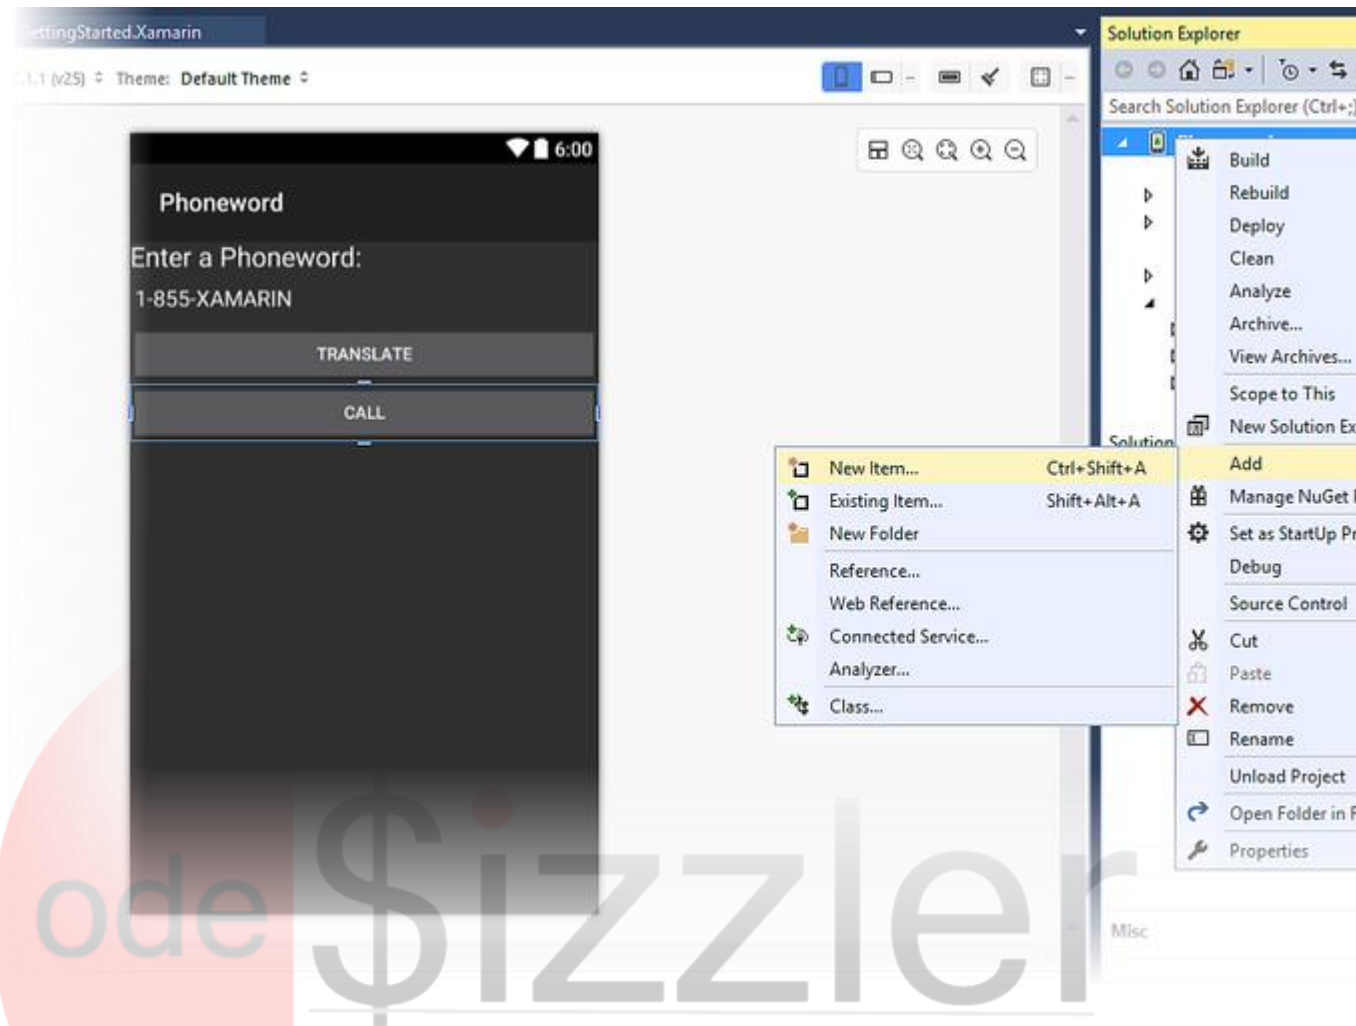 GettingStarted.Xamarin
(v25) Theme: Default Theme
6:00
Phoneword
Enter a Phoneword:
1-855-XAMARIN
TRANSLATE
CALL
Solution Explorer
Search Solution Explorer (Ctrl+;)
Build
Rebuild
Deploy
Clean
Analyze
Archive...
View Archives...
Scope to This
New Solution Ex
Solution
Add
Manage NuGet
Set as StartUp Pr
Debug
Source Control
Cut
Paste
Remove
Rename
Unload Project
Open Folder in F
Properties
New Item... Ctrl+Shift+A
Existing Item... Shift+Alt+A
New Folder
Reference...
Web Reference...
Connected Service...
Analyzer...
Class...
Misc
ode $izzler